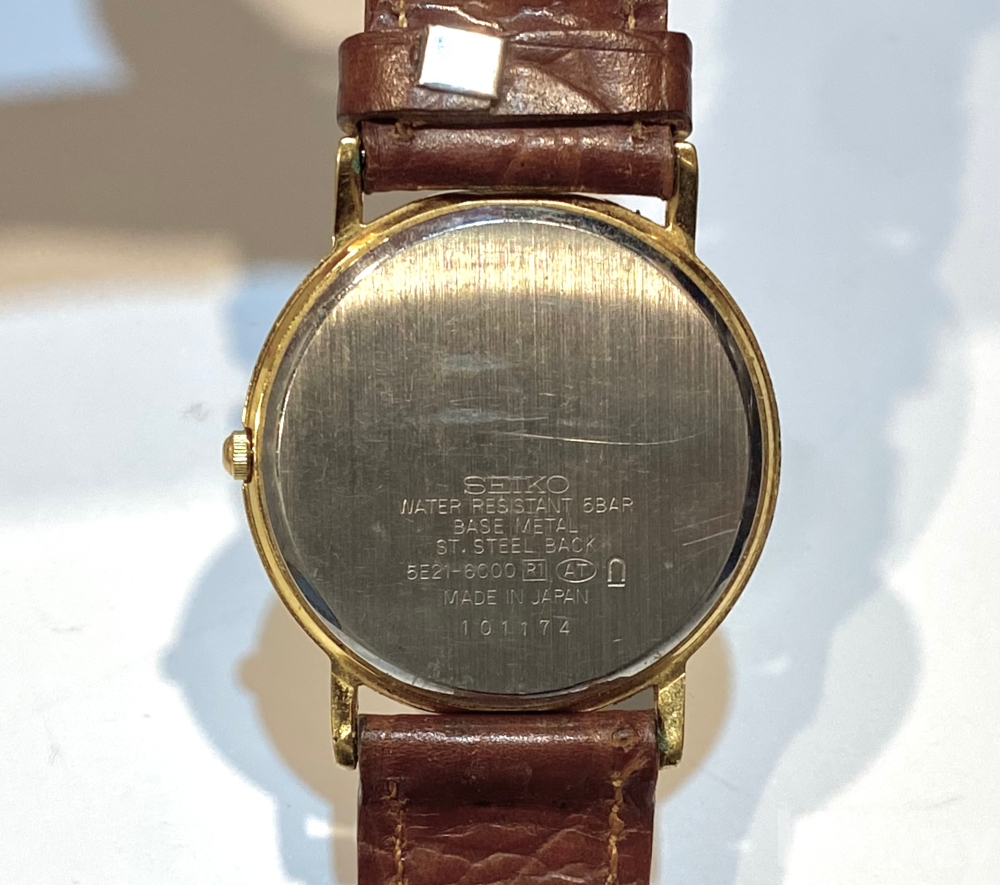 SEIKO
WATER RESISTANT 5BAR
BASE METAL
ST. STEEL BACK
5E21-6000 R1 AT
MADE IN JAPAN
101174